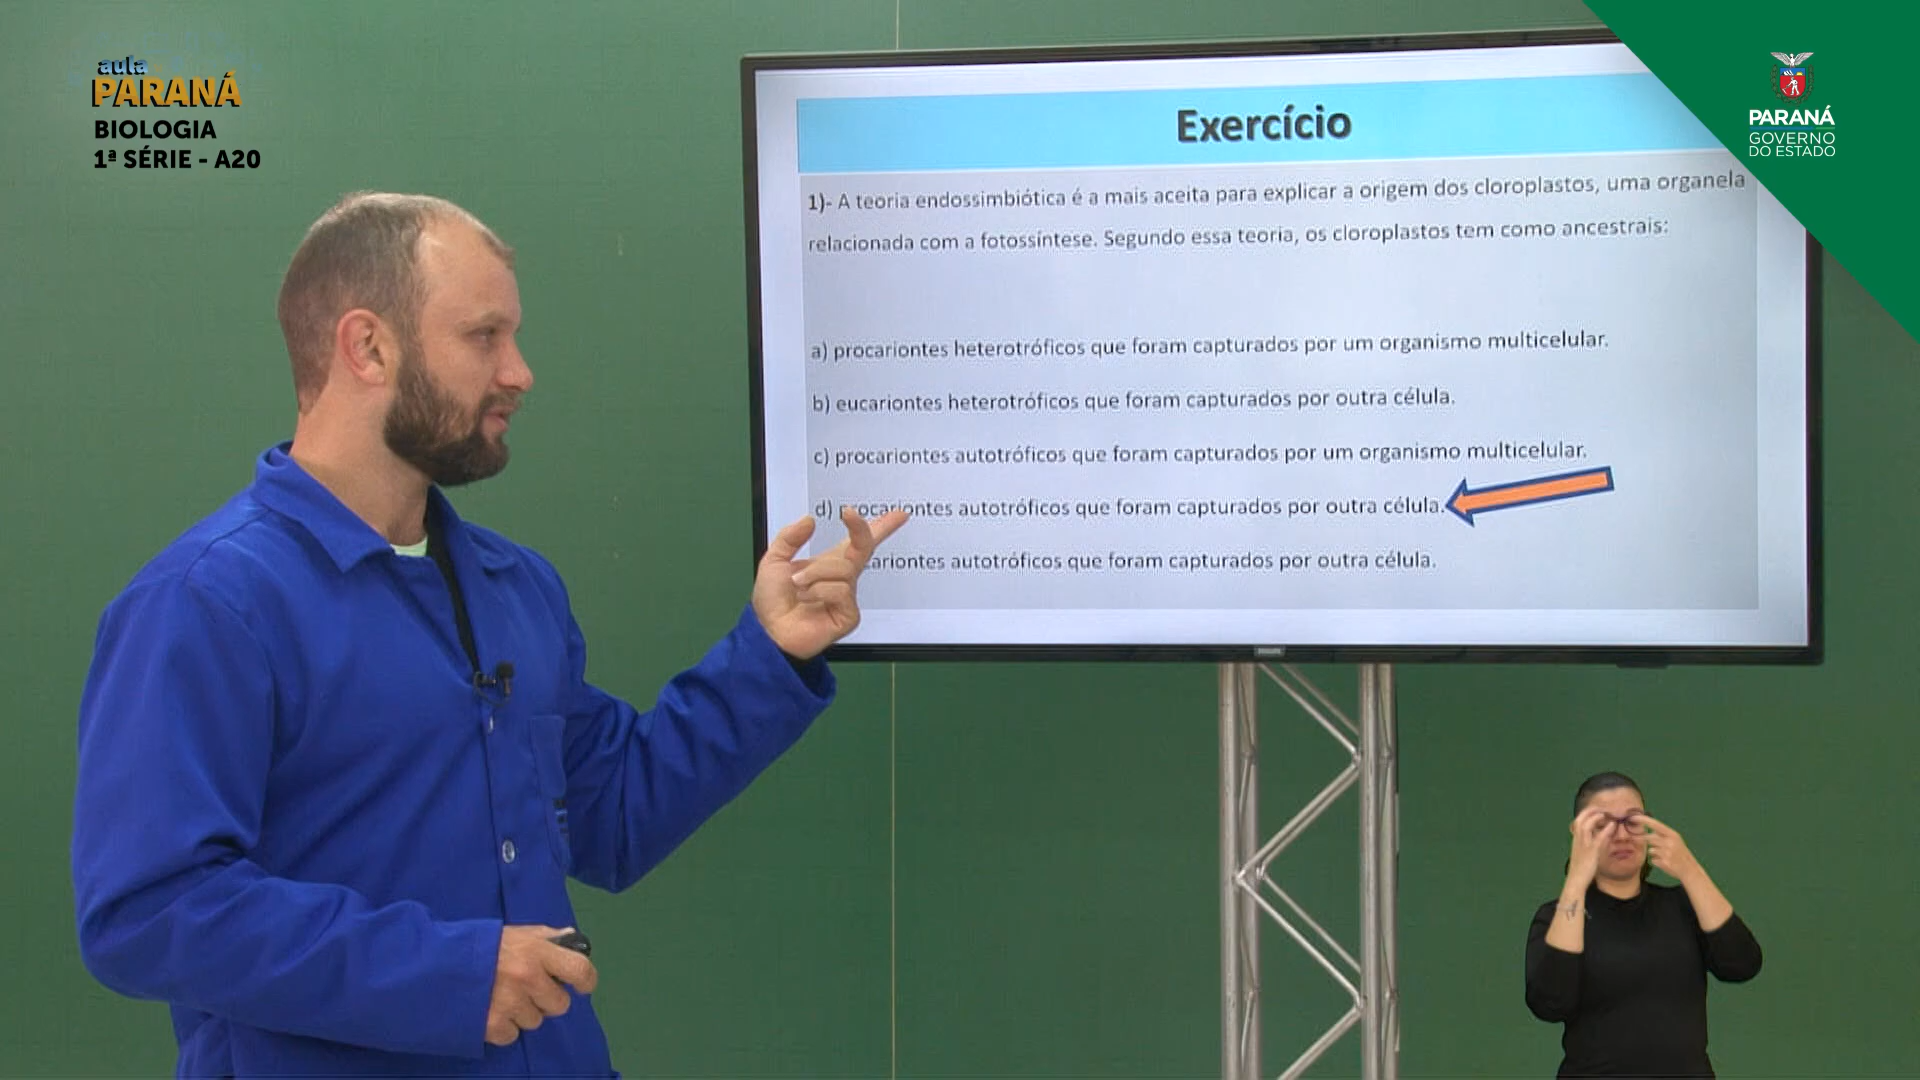 aula
PARANÁ
BIOLOGIA
1ª SÉRIE - A20
Exercício
1)- A teoria endossimbiótica é a mais aceita para explicar a origem dos cloroplastos, uma organela
relacionada com a fotossíntese. Segundo essa teoria, os cloroplastos tem como ancestrais:
a) procariontes heterotróficos que foram capturados por um organismo multicelular.
b) eucariontes heterotróficos que foram capturados por outra célula.
c) procariontes autotróficos que foram capturados por um organismo multicelular.
d) procariontes autotróficos que foram capturados por outra célula.
autotróficos que foram capturados por outra célula.
PARANÁ
GOVERNO
DO ESTADO